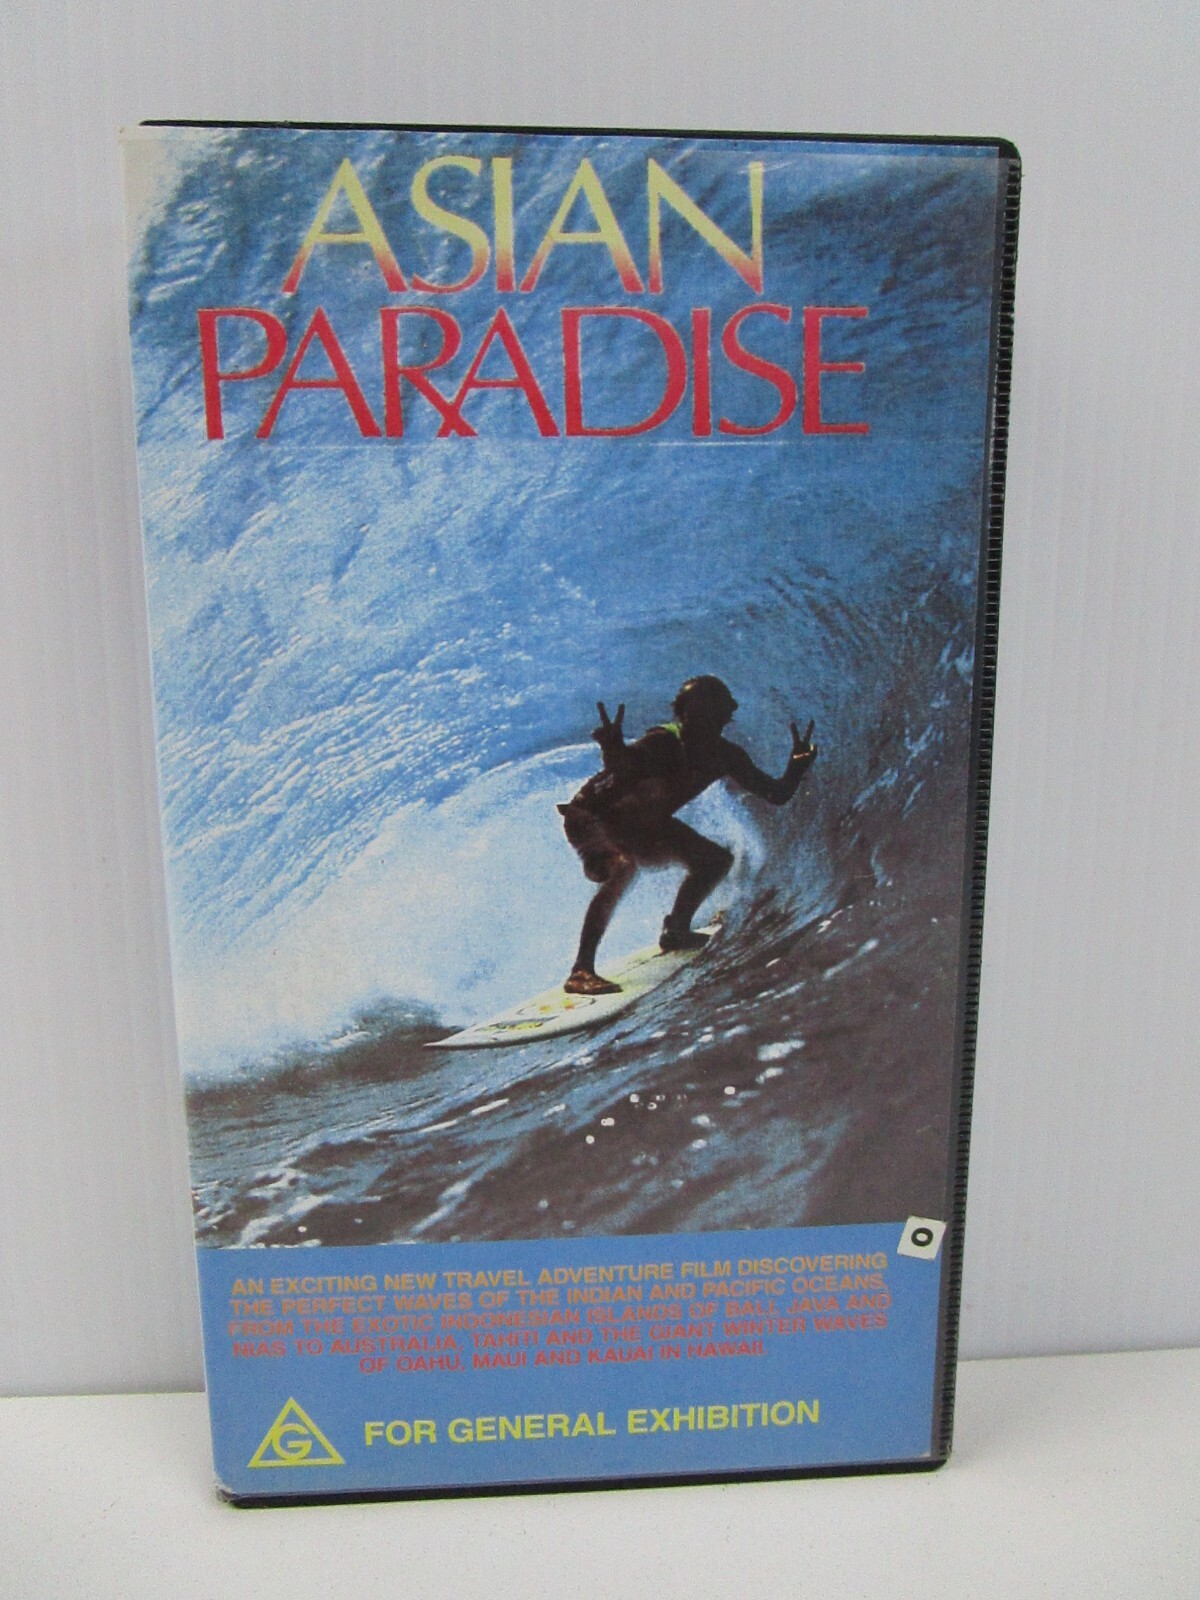 ASIAN
PARADISE
O
AN EXCITING NEW TRAVEL ADVENTURE FILM DISCOVERING
THE PERFECT WAVES OF THE INDIAN AND PACIFIC OCEANS,
FROM THE EXOTIC INDONESIAN ISLANDS OF BALI, JAVA AND
NIAS TO AUSTRALIA, TAHITI AND THE GIANT WINTER WAVES
OF OAHU, MAUI AND KAUAI IN HAWAII
G FOR GENERAL EXHIBITION